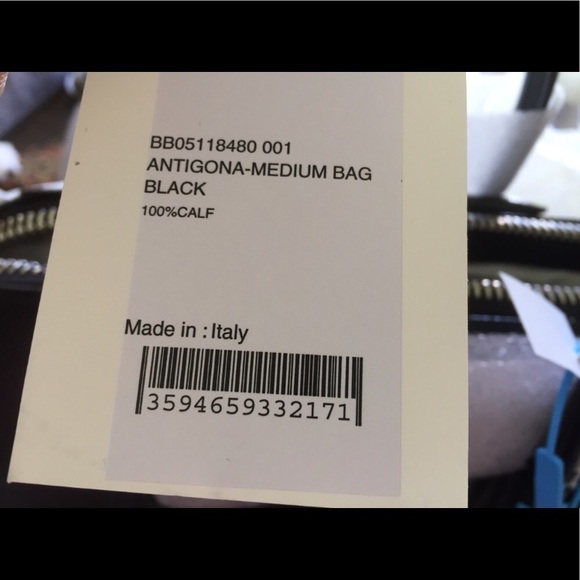 BB05118480 001
ANTIGONA-MEDIUM BAG
BLACK
100%CALF
Made in : Italy
3594659332171